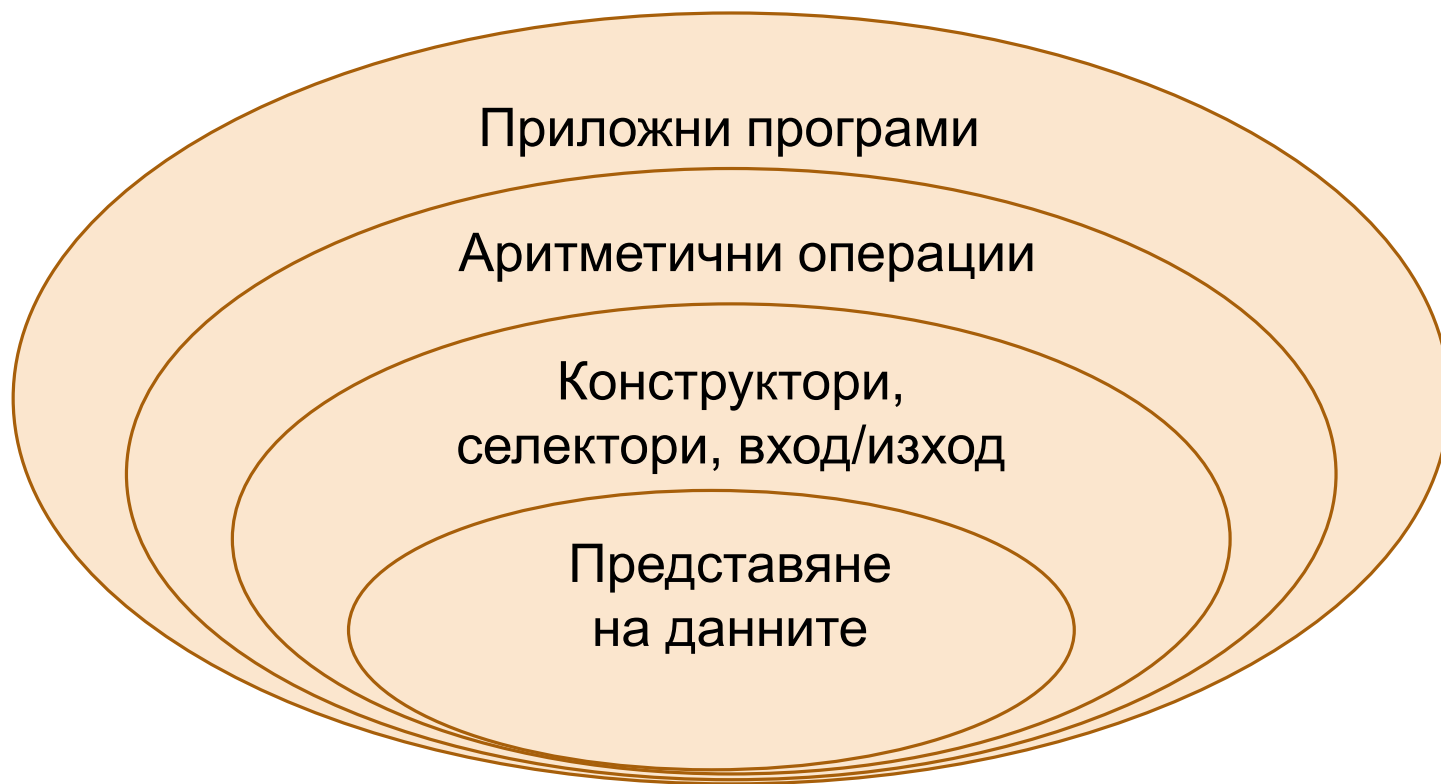 Приложни програми
Аритметични операции
Конструктори,
селектори, вход/изход
Представяне
на данните